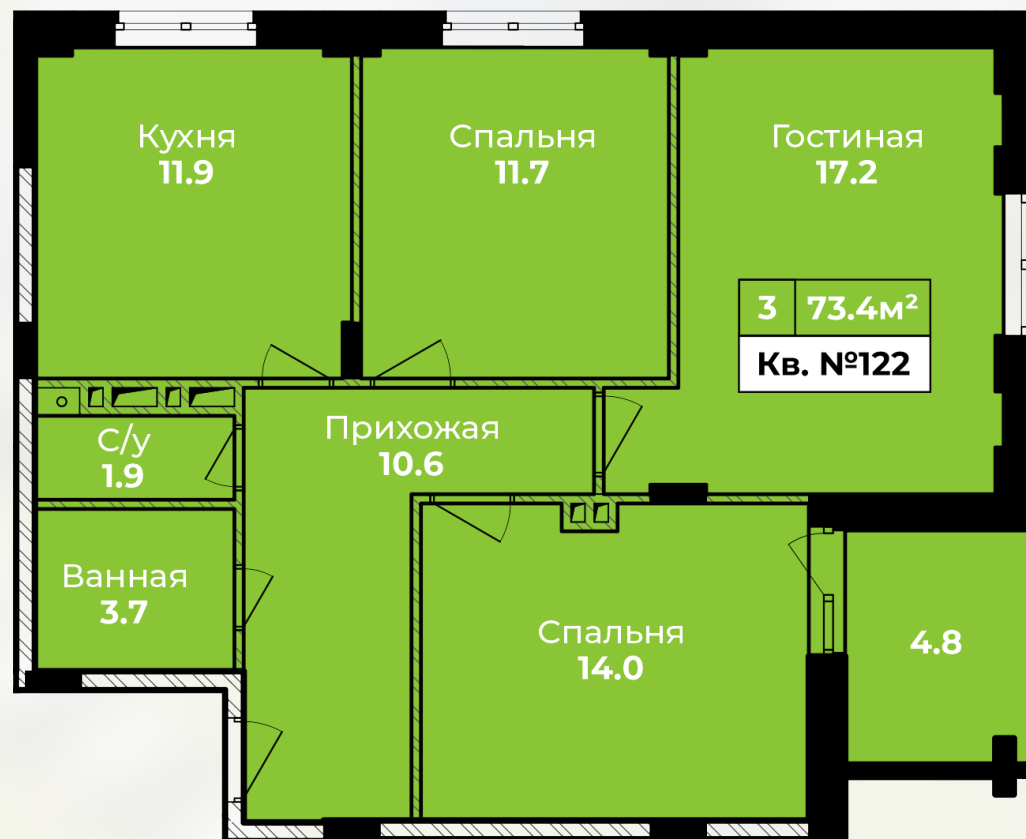 Кухня
11.9
Спальня
11.7
Гостиная
17.2
3 73.4м²
Кв. №122
С/у
1.9
Прихожая
10.6
Ванная
3.7
Спальня
14.0
4.8